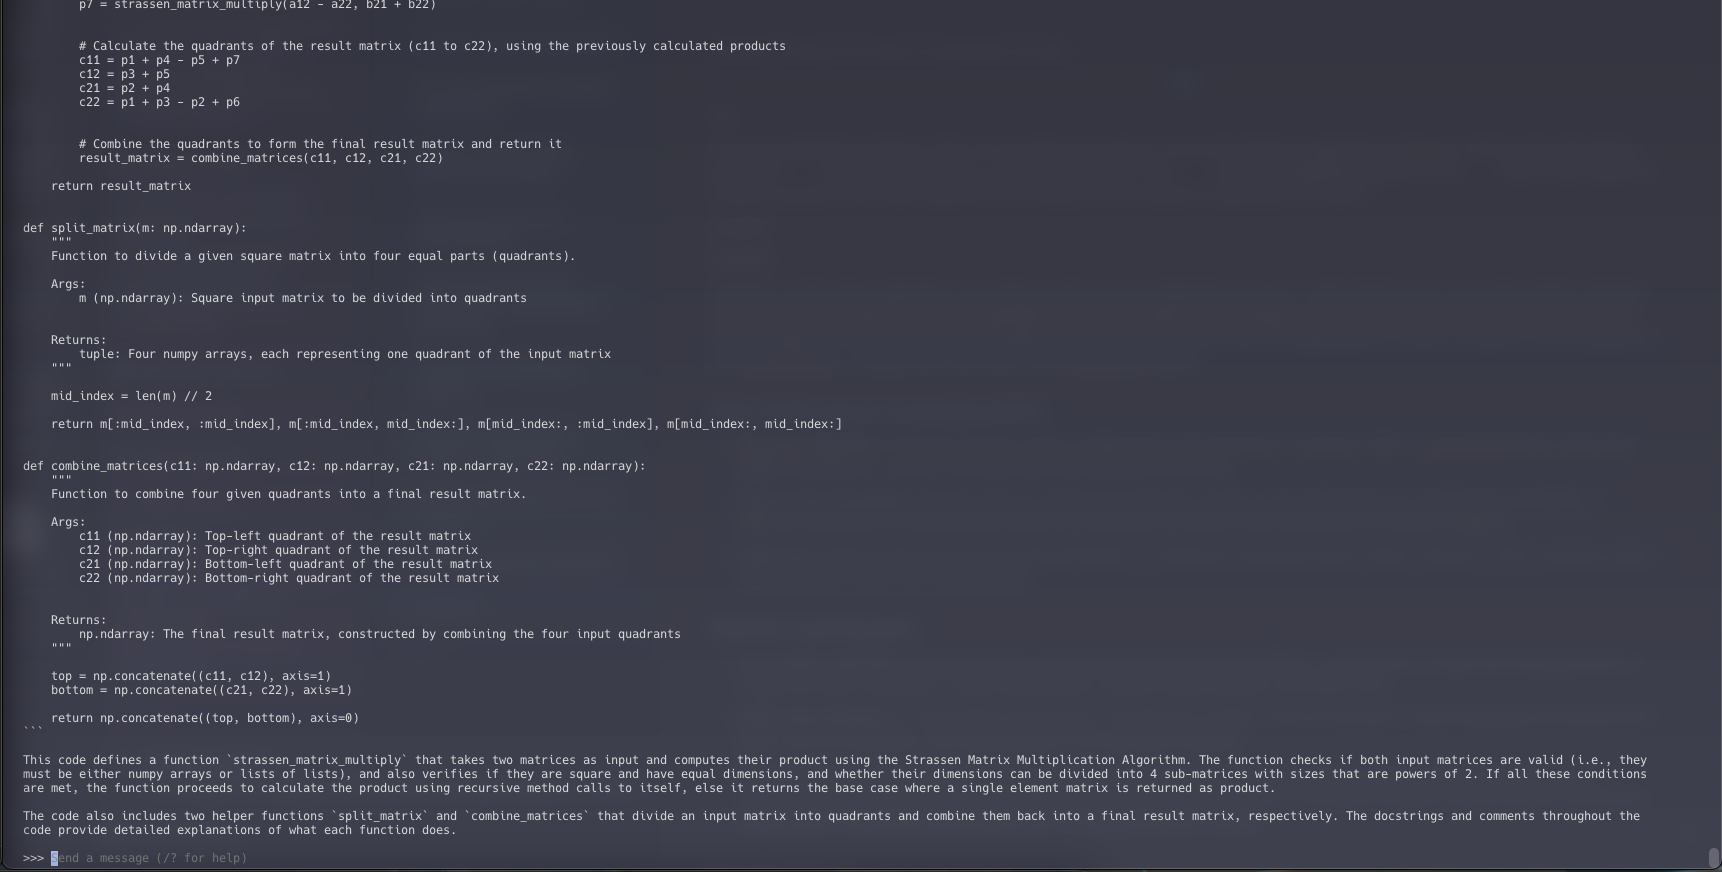 p7 = strassen_matrix_multiply(a12 - a22, b21 + b22)
        # Calculate the quadrants of the result matrix (c11 to c22), using the previously calculated products
        c11 = p1 + p4 - p5 + p7
        c12 = p3 + p5
        c21 = p2 + p4
        c22 = p1 + p3 - p2 + p6
        # Combine the quadrants to form the final result matrix and return it
        result_matrix = combine_matrices(c11, c12, c21, c22)
    return result_matrix
def split_matrix(m: np.ndarray):
    """
    Function to divide a given square matrix into four equal parts (quadrants).
    Args:
        m (np.ndarray): Square input matrix to be divided into quadrants
    Returns:
        tuple: Four numpy arrays, each representing one quadrant of the input matrix
    """
    mid_index = len(m) // 2
    return m[:mid_index, :mid_index], m[:mid_index, mid_index:], m[mid_index:, :mid_index], m[mid_index:, mid_index:]
def combine_matrices(c11: np.ndarray, c12: np.ndarray, c21: np.ndarray, c22: np.ndarray):
    """
    Function to combine four given quadrants into a final result matrix.
    Args:
        c11 (np.ndarray): Top-left quadrant of the result matrix
        c12 (np.ndarray): Top-right quadrant of the result matrix
        c21 (np.ndarray): Bottom-left quadrant of the result matrix
        c22 (np.ndarray): Bottom-right quadrant of the result matrix
    Returns:
        np.ndarray: The final result matrix, constructed by combining the four input quadrants
    """
    top = np.concatenate((c11, c12), axis=1)
    bottom = np.concatenate((c21, c22), axis=1)
    return np.concatenate((top, bottom), axis=0)
```
This code defines a function `strassen_matrix_multiply` that takes two matrices as input and computes their product using the Strassen Matrix Multiplication Algorithm. The function checks if both input matrices are valid (i.e., they
must be either numpy arrays or lists of lists), and also verifies if they are square and have equal dimensions, and whether their dimensions can be divided into 4 sub-matrices with sizes that are powers of 2. If all these conditions
are met, the function proceeds to calculate the product using recursive method calls to itself, else it returns the base case where a single element matrix is returned as product.
The code also includes two helper functions `split_matrix` and `combine_matrices` that divide an input matrix into quadrants and combine them back into a final result matrix, respectively. The docstrings and comments throughout the
code provide detailed explanations of what each function does.
>>> Send a message (/? for help)